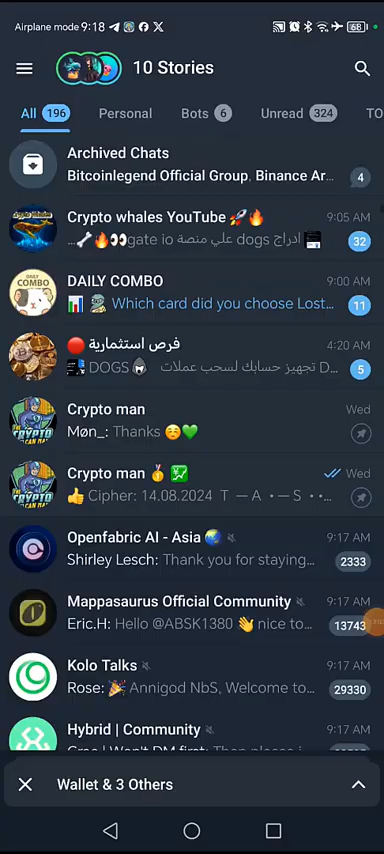 Airplane mode 9:18
68
10 Stories
All 196 Personal Bots 6 Unread 324 TO
Archived Chats
Bitcoinlegend Official Group, Binance Ar... 4
Crypto whales YouTube 🚀🔥 9:05 AM
...🦴🔥👀gate io ادراج dogs علي منصة 32
DAILY COMBO 9:00 AM
📊 Which card did you choose Lost... 11
🔴 فرص استثمارية 4:20 AM
DOGS تجهيز حسابك لسحب عملات D... 5
Crypto man Wed
Møn_: Thanks ☺️💚
Crypto man 🥇💹 Wed
👍 Cipher: 14.08.2024 T — A •— S ••...
Openfabric AI - Asia 🌏 9:17 AM
Shirley Lesch: Thank you for staying... 2333
Mappasaurus Official Community 9:17 AM
Eric.H: Hello @ABSK1380 👋 nice to... 13743
Kolo Talks 9:17 AM
Rose: 🎉 Annigod NbS, Welcome to... 29330
Hybrid | Community 9:17 AM
Wallet & 3 Others